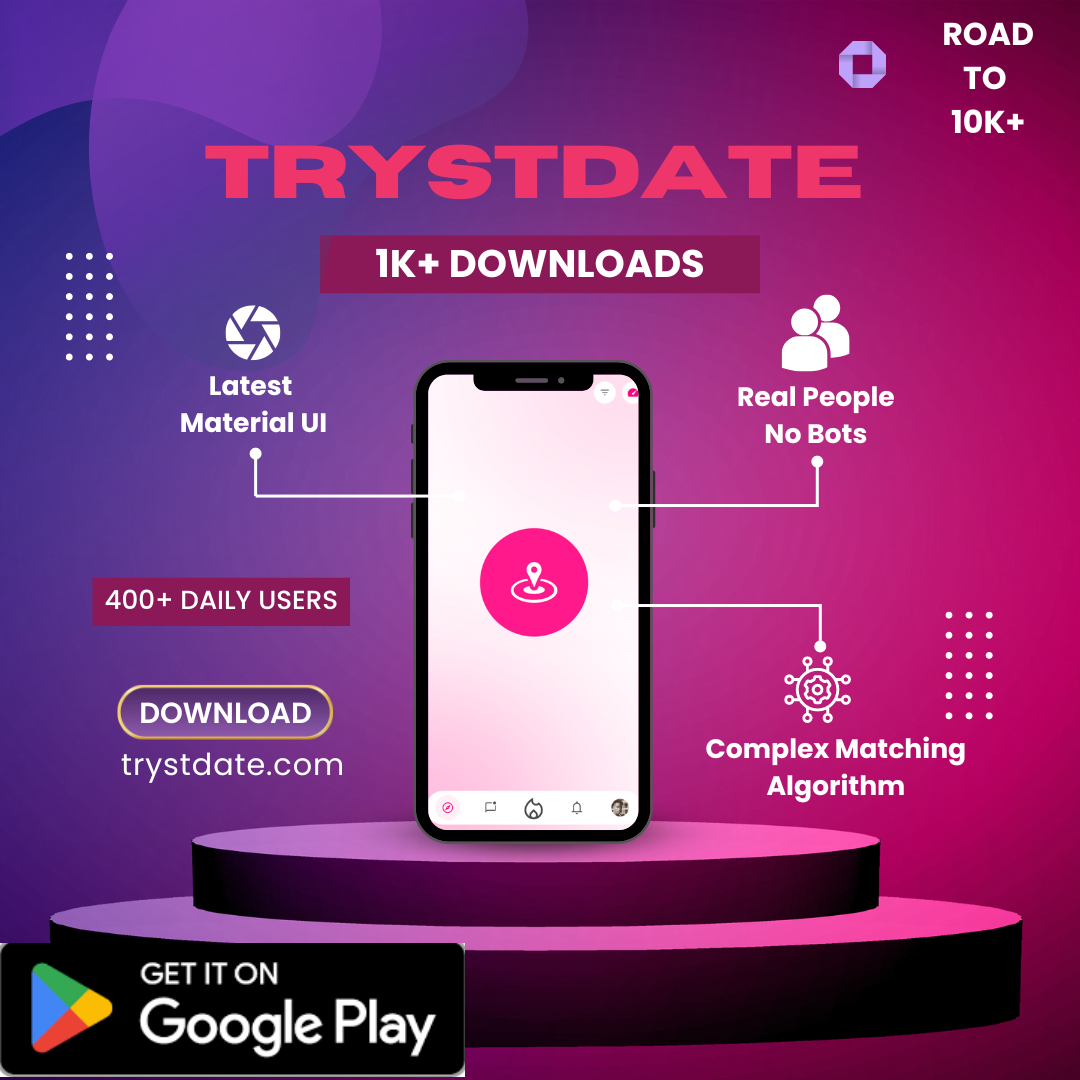 ROAD
TO
10K+
TRYSTDATE
1K+ DOWNLOADS
Latest
Material UI
Real People
No Bots
400+ DAILY USERS
DOWNLOAD
trystdate.com
Complex Matching
Algorithm
GET IT ON
Google Play